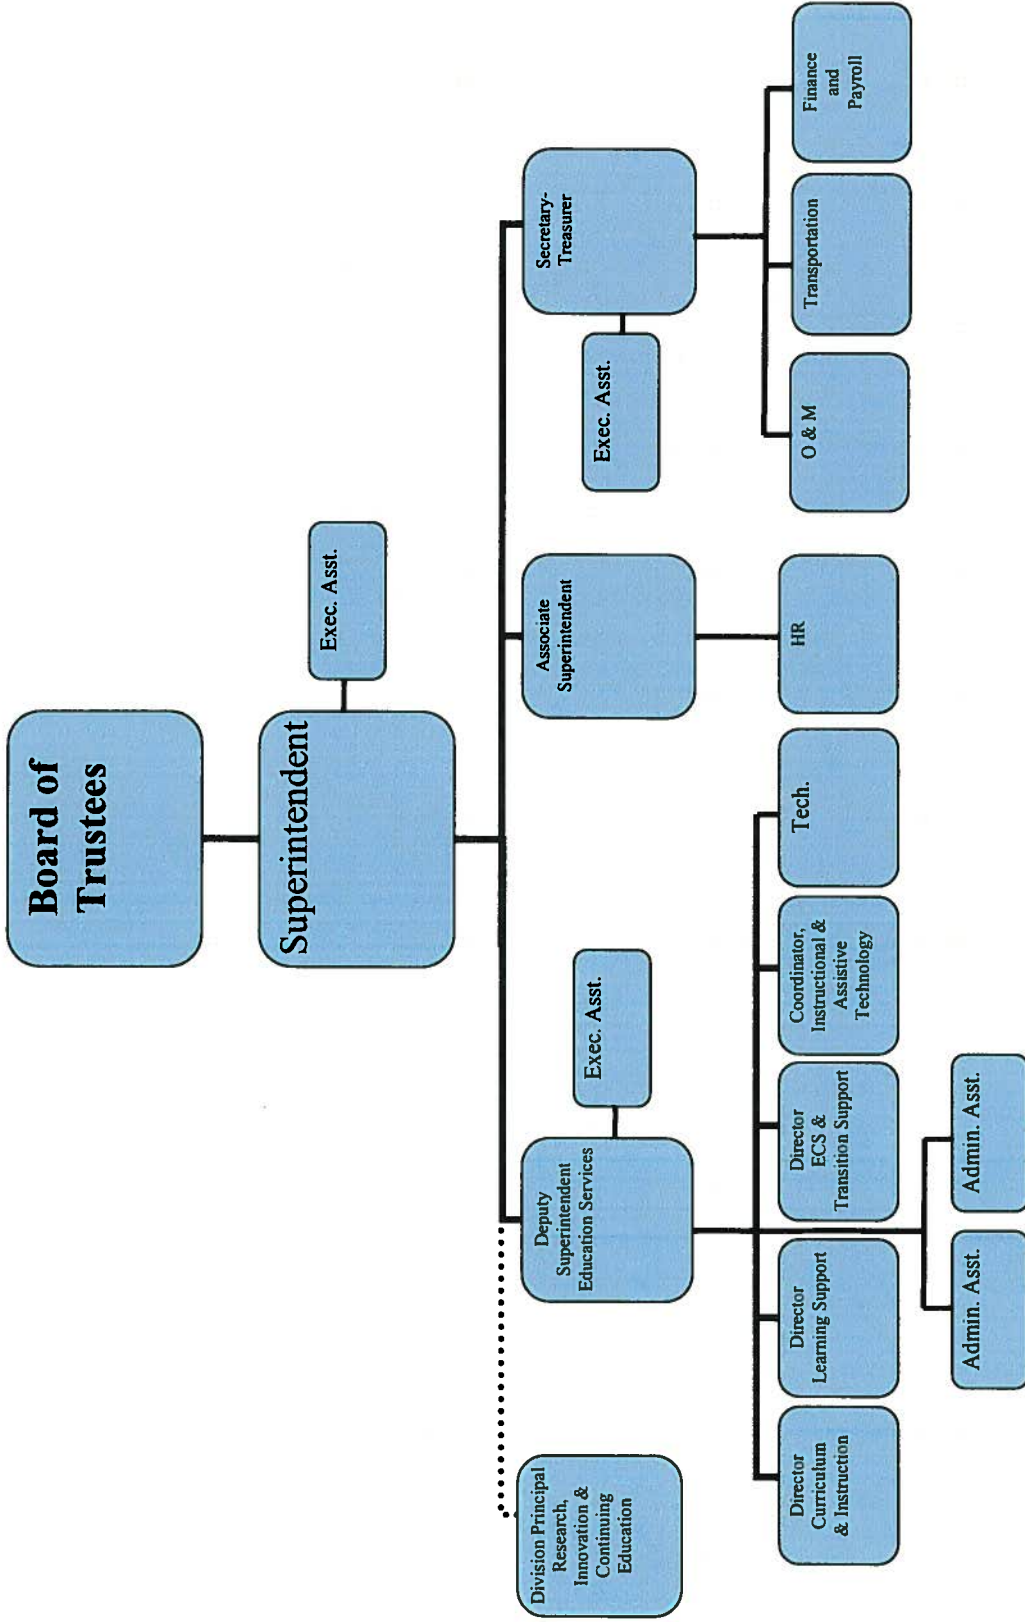 Board of
Trustees
Superintendent
Exec. Asst.
Division Principal
Research,
Innovation &
Continuing
Education
Deputy
Superintendent
Education Services
Exec. Asst.
Associate
Superintendent
Exec. Asst.
Secretary-
Treasurer
Director
Curriculum
& Instruction
Director
Learning Support
Director
ECS &
Transition Support
Coordinator,
Instructional &
Assistive
Technology
Tech.
HR
O & M
Transportation
Finance
and
Payroll
Admin. Asst.
Admin. Asst.